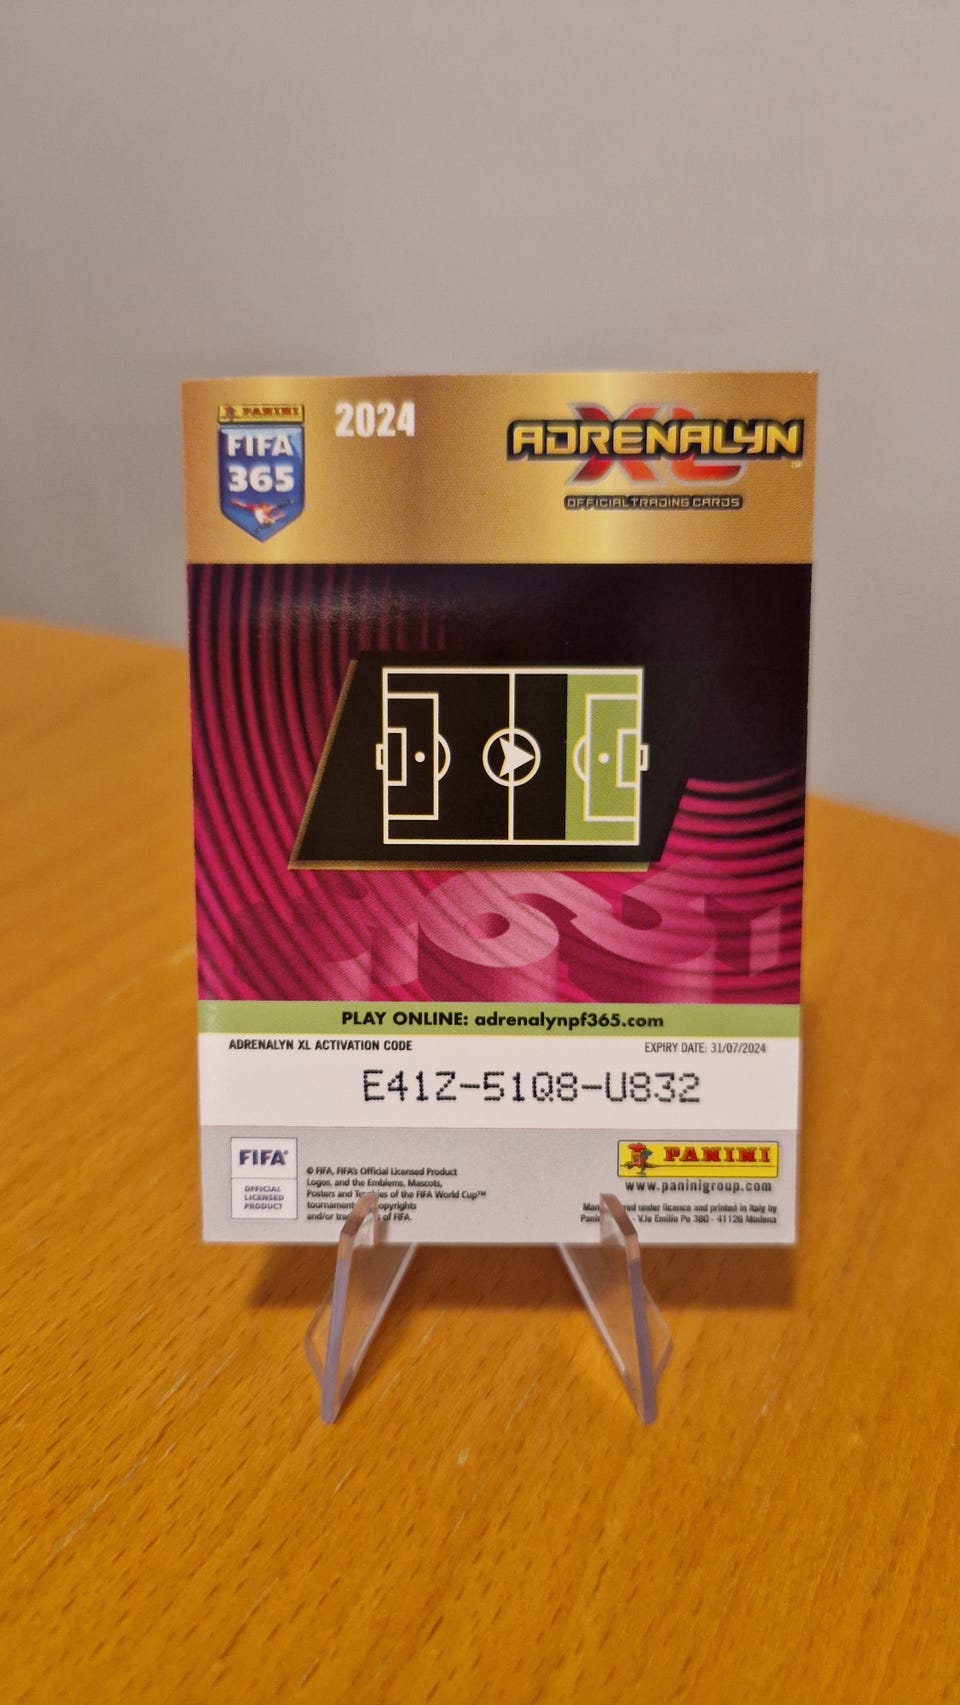 PANINI
FIFA
365
2024
ADRENALYN
XL
™
OFFICIAL TRADING CARDS
PLAY ONLINE: adrenalynpf365.com
ADRENALYN XL ACTIVATION CODE
EXPIRY DATE: 31/07/2024
E41Z-51Q8-U832
FIFA®
OFFICIAL
LICENSED
PRODUCT
© FIFA, FIFA's Official Licensed Product
Logos, and the Emblems, Mascots,
Posters and of the FIFA World Cup™
and/or of FIFA.
PANINI
www.paninigroup.com
under licence and printed in Italy by
- V.le Emilio Po 380 - 41126 Modena